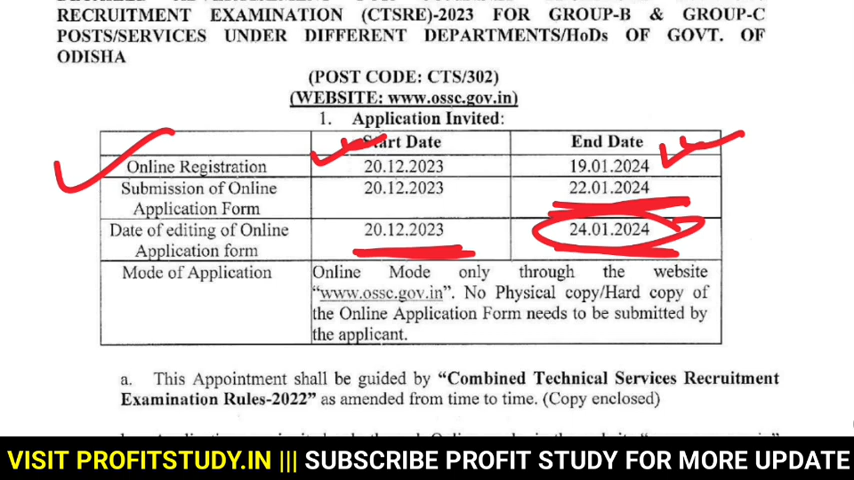 RECRUITMENT EXAMINATION (CTSRE)-2023 FOR GROUP-B & GROUP-C
POSTS/SERVICES UNDER DIFFERENT DEPARTMENTS/HoDs OF GOVT. OF
ODISHA
(POST CODE: CTS/302)
(WEBSITE: www.ossc.gov.in)
1. Application Invited:
Start Date End Date
Online Registration 20.12.2023 19.01.2024
Submission of Online 20.12.2023 22.01.2024
Application Form
Date of editing of Online 20.12.2023 24.01.2024
Application form
Mode of Application Online Mode only through the website
“www.ossc.gov.in”. No Physical copy/Hard copy of
the Online Application Form needs to be submitted by
the applicant.
a. This Appointment shall be guided by “Combined Technical Services Recruitment
Examination Rules-2022” as amended from time to time. (Copy enclosed)
VISIT PROFITSTUDY.IN ||| SUBSCRIBE PROFIT STUDY FOR MORE UPDATE